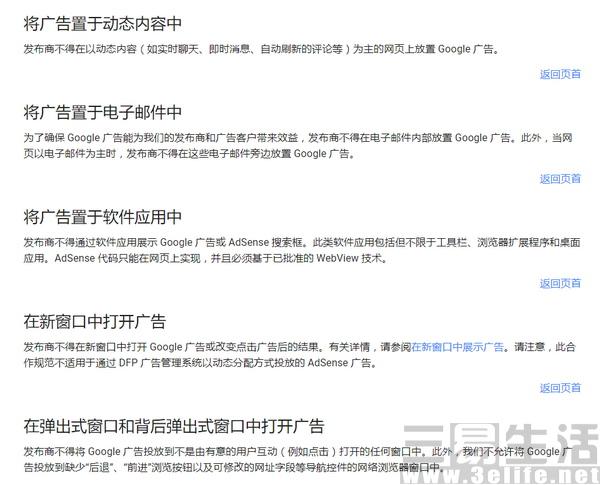 将广告置于动态内容中
发布商不得在以动态内容（如实时聊天、即时消息、自动刷新的评论等）为主的网页上放置 Google 广告。
返回页首
将广告置于电子邮件中
为了确保 Google 广告能为我们的发布商和广告客户带来效益，发布商不得在电子邮件内部放置 Google 广告。此外，当网
页以电子邮件为主时，发布商不得在这些电子邮件旁边放置 Google 广告。
返回页首
将广告置于软件应用中
发布商不得通过软件应用展示 Google 广告或 AdSense 搜索框。此类软件应用包括但不限于工具栏、浏览器扩展程序和桌面
应用。AdSense 代码只能在网页上实现，并且必须基于已批准的 WebView 技术。
返回页首
在新窗口中打开广告
发布商不得在新窗口中打开 Google 广告或改变点击广告后的结果。有关详情，请参阅在新窗口中展示广告。请注意，此合
作规范不适用于通过 DFP 广告管理系统以动态分配方式投放的 AdSense 广告。
返回页首
在弹出式窗口和背后弹出式窗口中打开广告
发布商不得将 Google 广告投放到不是由有意的用户互动（例如点击）打开的任何窗口中。此外，我们不允许将 Google 广
告投放到缺少“后退”、“前进”浏览按钮以及可修改的网址字段等导航控件的网络浏览器窗口中。
三易生活
www.3elife.net